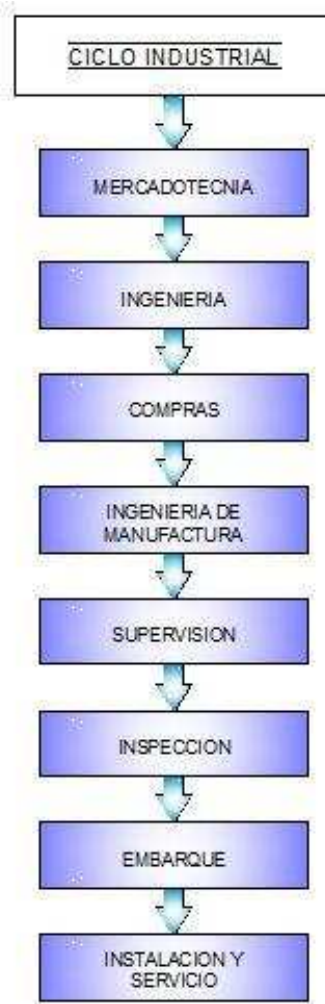 CICLO INDUSTRIAL
MERCADOTECNIA
INGENIERIA
COMPRAS
INGENIERIA DE
MANUFACTURA
SUPERVISION
INSPECCION
EMBARQUE
INSTALACION Y
SERVICIO